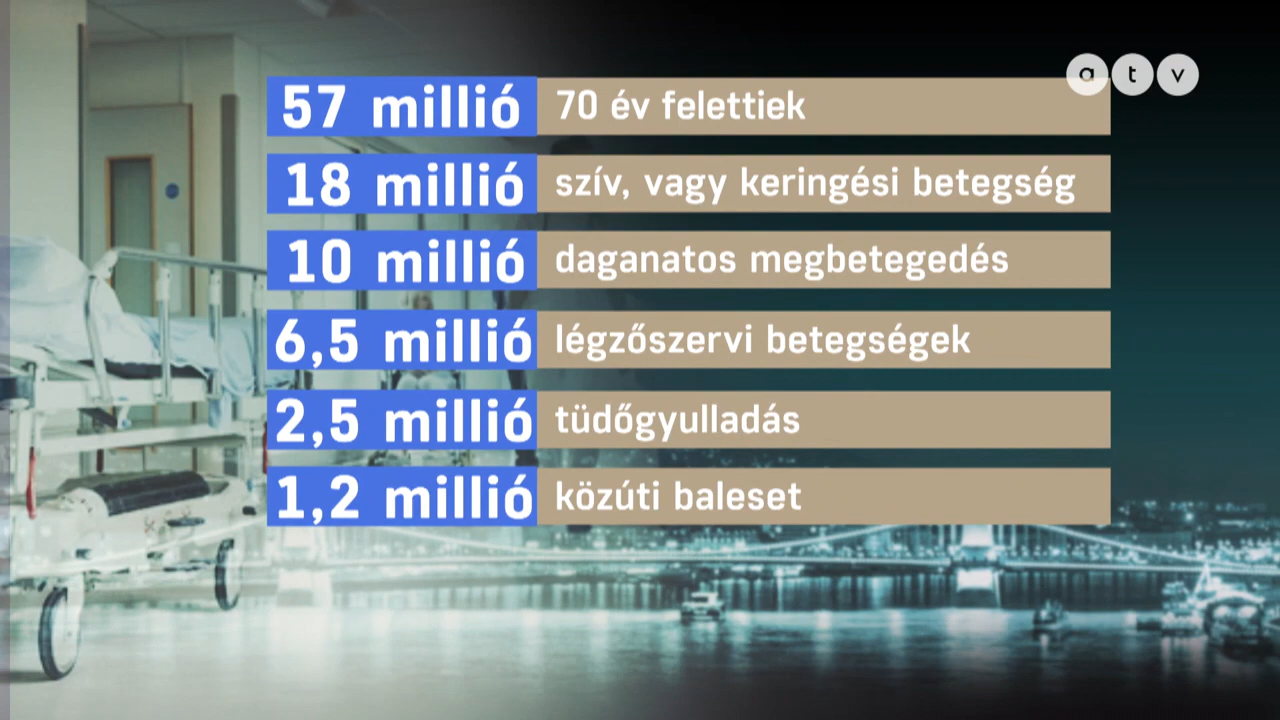 atv
57 millió 70 év felettiek
18 millió szív, vagy keringési betegség
10 millió daganatos megbetegedés
6,5 millió légzőszervi betegségek
2,5 millió tüdőgyulladás
1,2 millió közúti baleset